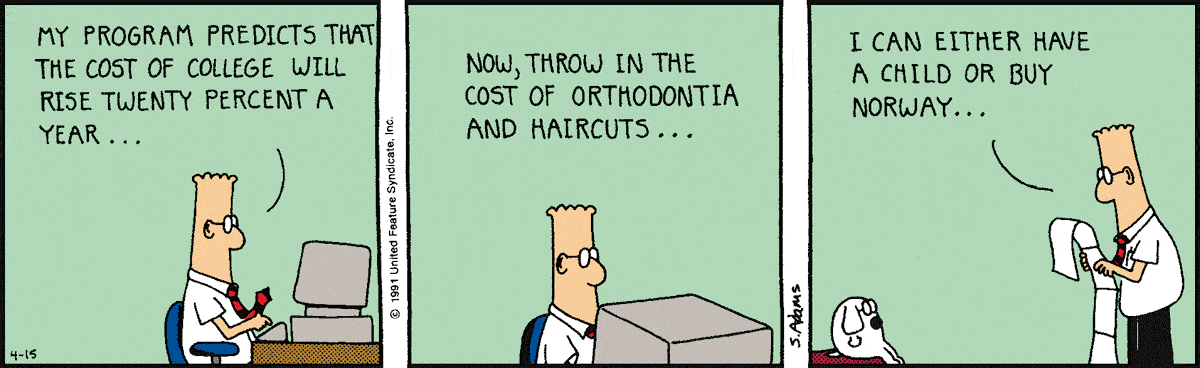 MY PROGRAM PREDICTS THAT
THE COST OF COLLEGE WILL
RISE TWENTY PERCENT A
YEAR...
4-15
© 1991 United Feature Syndicate, Inc.
NOW, THROW IN THE
COST OF ORTHODONTIA
AND HAIRCUTS...
S. Adams
I CAN EITHER HAVE
A CHILD OR BUY
NORWAY...